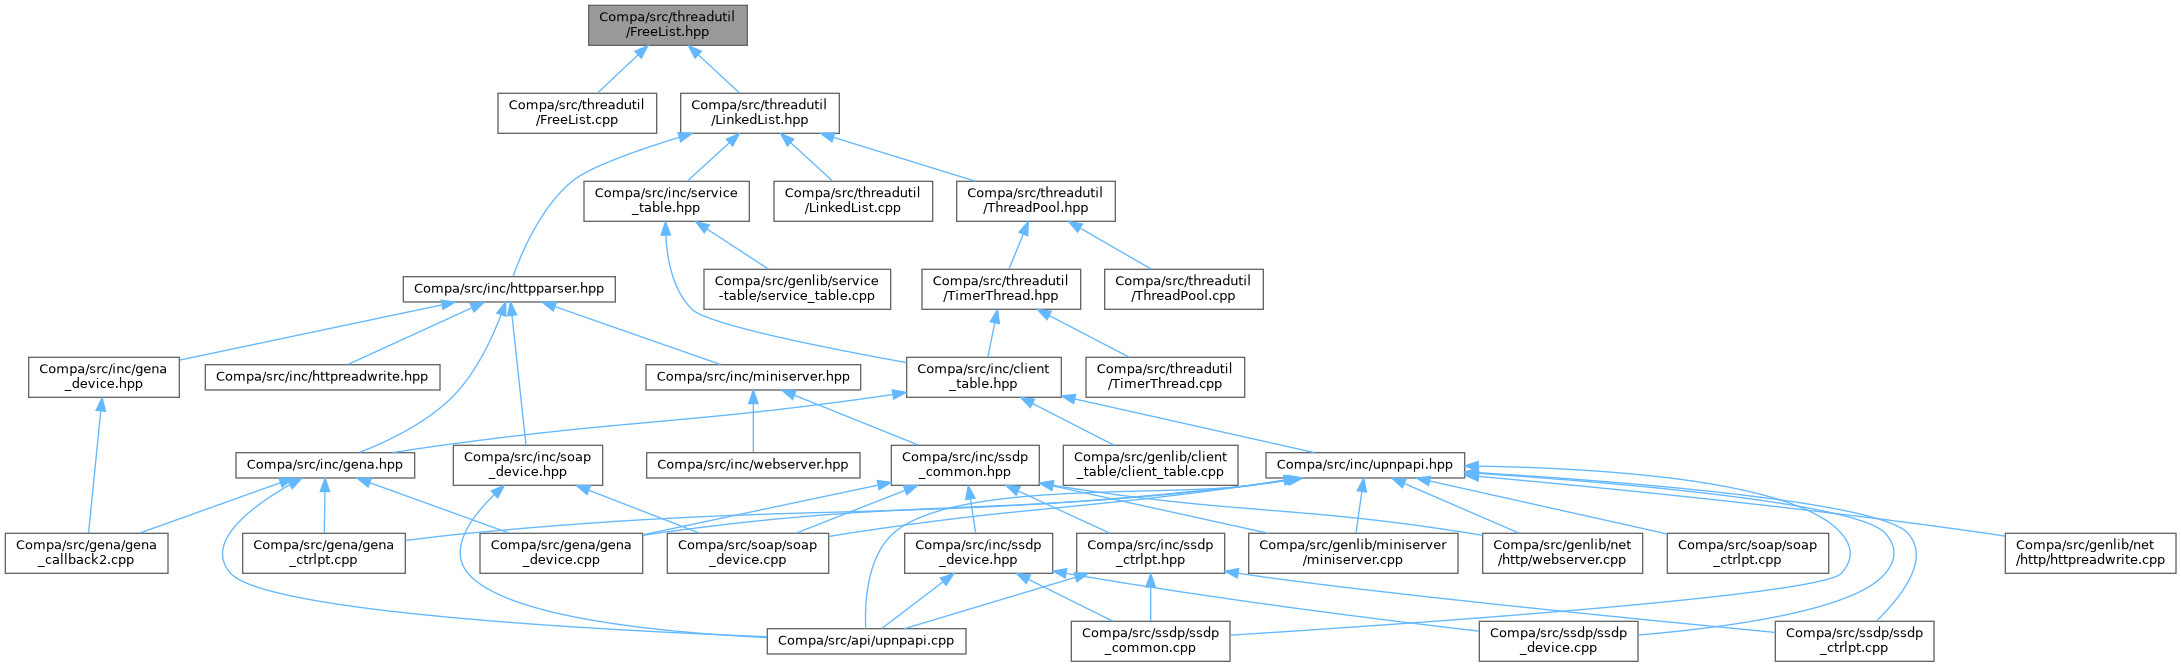 Compa/src/threadutil
/FreeList.hpp
Compa/src/threadutil
/FreeList.cpp
Compa/src/threadutil
/LinkedList.hpp
Compa/src/inc/service
_table.hpp
Compa/src/threadutil
/LinkedList.cpp
Compa/src/threadutil
/ThreadPool.hpp
Compa/src/inc/httpparser.hpp
Compa/src/genlib/service
-table/service_table.cpp
Compa/src/threadutil
/TimerThread.hpp
Compa/src/threadutil
/ThreadPool.cpp
Compa/src/inc/gena
_device.hpp
Compa/src/inc/httpreadwrite.hpp
Compa/src/inc/miniserver.hpp
Compa/src/inc/client
_table.hpp
Compa/src/threadutil
/TimerThread.cpp
Compa/src/inc/gena.hpp
Compa/src/inc/soap
_device.hpp
Compa/src/inc/webserver.hpp
Compa/src/inc/ssdp
_common.hpp
Compa/src/genlib/client
_table/client_table.cpp
Compa/src/inc/upnpapi.hpp
Compa/src/gena/gena
_callback2.cpp
Compa/src/gena/gena
_ctrlpt.cpp
Compa/src/gena/gena
_device.cpp
Compa/src/soap/soap
_device.cpp
Compa/src/inc/ssdp
_device.hpp
Compa/src/inc/ssdp
_ctrlpt.hpp
Compa/src/genlib/miniserver
/miniserver.cpp
Compa/src/genlib/net
/http/webserver.cpp
Compa/src/soap/soap
_ctrlpt.cpp
Compa/src/genlib/net
/http/httpreadwrite.cpp
Compa/src/api/upnpapi.cpp
Compa/src/ssdp/ssdp
_common.cpp
Compa/src/ssdp/ssdp
_device.cpp
Compa/src/ssdp/ssdp
_ctrlpt.cpp